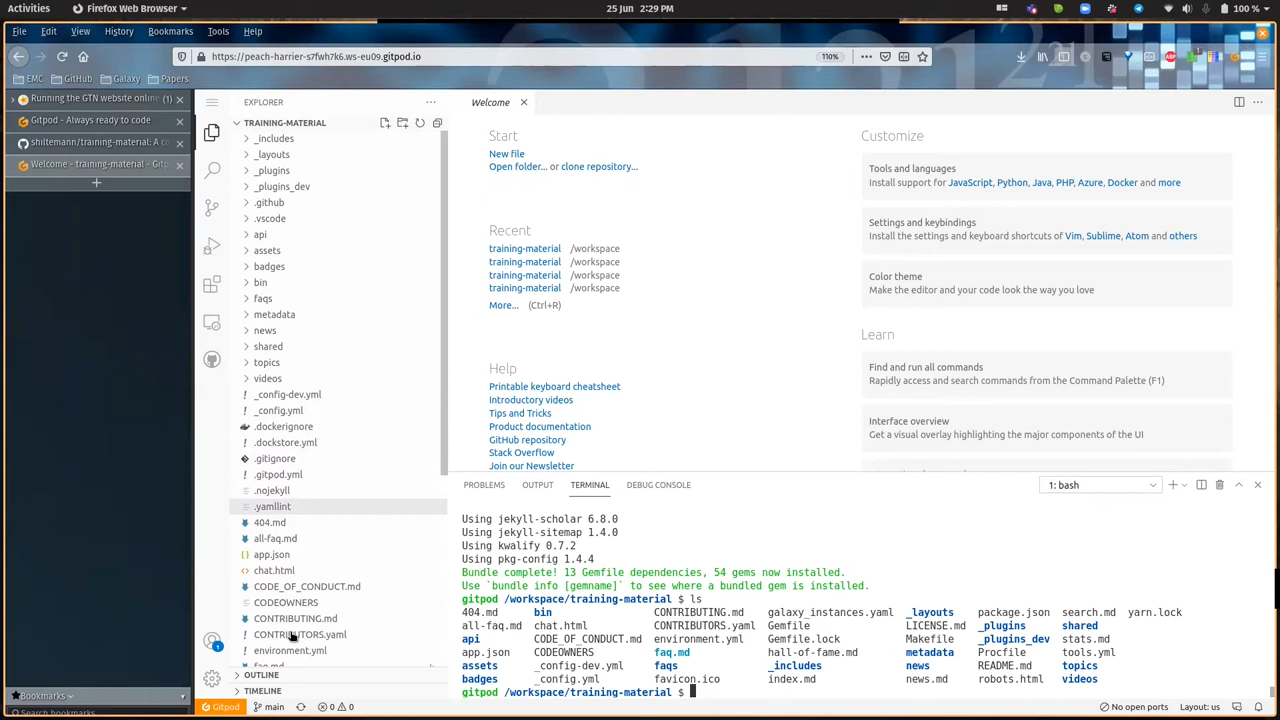 Activities
Firefox Web Browser
25 Jun 2:29 PM
100 %
File Edit View History Bookmarks Tools Help
https://peach-harrier-s7fwh7k6.ws-eu09.gitpod.io
110%
EMC GitHub Galaxy Papers
Running the GTN website online (1)
Gitpod - Always ready to code
shiltemann/training-material: A co
Welcome - training-material - Gitp
Bookmarks
Search bookmarks
EXPLORER
TRAINING-MATERIAL
_includes
_layouts
_plugins
_plugins_dev
.github
.vscode
api
assets
badges
bin
faqs
metadata
news
shared
topics
videos
_config-dev.yml
_config.yml
.dockerignore
.dockstore.yml
.gitignore
.gitpod.yml
.nojekyll
.yamllint
404.md
all-faq.md
app.json
chat.html
CODE_OF_CONDUCT.md
CODEOWNERS
CONTRIBUTING.md
CONTRIBUTORS.yaml
environment.yml
faq.md
OUTLINE
TIMELINE
Welcome
Start
New file
Open folder... or clone repository...
Recent
training-material /workspace
training-material /workspace
training-material /workspace
training-material /workspace
More... (Ctrl+R)
Help
Printable keyboard cheatsheet
Introductory videos
Tips and Tricks
Product documentation
GitHub repository
Stack Overflow
Join our Newsletter
Customize
Tools and languages
Install support for JavaScript, Python, Java, PHP, Azure, Docker and more
Settings and keybindings
Install the settings and keyboard shortcuts of Vim, Sublime, Atom and others
Color theme
Make the editor and your code look the way you love
Learn
Find and run all commands
Rapidly access and search commands from the Command Palette (F1)
Interface overview
Get a visual overlay highlighting the major components of the UI
PROBLEMS OUTPUT TERMINAL DEBUG CONSOLE
1: bash
Using jekyll-scholar 6.8.0
Using jekyll-sitemap 1.4.0
Using kwalify 0.7.2
Using pkg-config 1.4.4
Bundle complete! 13 Gemfile dependencies, 54 gems now installed.
Use `bundle info [gemname]` to see where a bundled gem is installed.
gitpod /workspace/training-material $ ls
404.md bin CONTRIBUTING.md galaxy_instances.yaml _layouts package.json search.md yarn.lock
all-faq.md chat.html CONTRIBUTORS.yaml Gemfile LICENSE.md _plugins shared
api CODE_OF_CONDUCT.md environment.yml Gemfile.lock Makefile _plugins_dev stats.md
app.json CODEOWNERS faq.md hall-of-fame.md metadata Procfile tools.yml
assets _config-dev.yml faqs _includes news README.md topics
badges _config.yml favicon.ico index.md news.md robots.html videos
gitpod /workspace/training-material $
1
Gitpod main 0 0
No open ports Layout: us